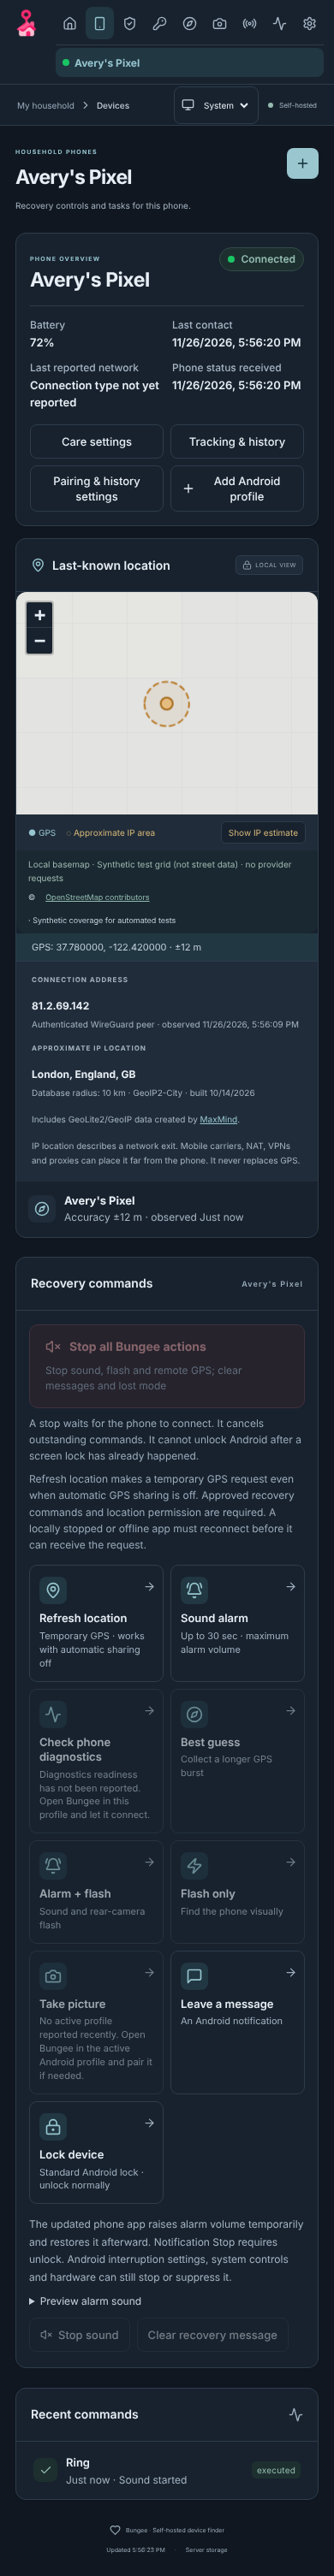 Avery's Pixel
My household > Devices
System
Self-hosted
HOUSEHOLD PHONES
Avery's Pixel
Recovery controls and tasks for this phone.
PHONE OVERVIEW
Connected
Avery's Pixel
Battery
Last contact
72%
11/26/2026, 5:56:20 PM
Last reported network
Phone status received
Connection type not yet
11/26/2026, 5:56:20 PM
reported
Care settings
Tracking & history
Pairing & history
settings
Add Android
profile
Last-known location
LOCAL VIEW
+
−
GPS
Approximate IP area
Show IP estimate
Local basemap · Synthetic test grid (not street data) · no provider
requests
© OpenStreetMap contributors
· Synthetic coverage for automated tests
GPS: 37.780000, -122.420000 · ±12 m
CONNECTION ADDRESS
81.2.69.142
Authenticated WireGuard peer · observed 11/26/2026, 5:56:09 PM
APPROXIMATE IP LOCATION
London, England, GB
Database radius: 10 km · GeoIP2-City · built 10/14/2026
Includes GeoLite2/GeoIP data created by MaxMind.
IP location describes a network exit. Mobile carriers, NAT, VPNs
and proxies can place it far from the phone. It never replaces GPS.
Avery's Pixel
Accuracy ±12 m · observed Just now
Recovery commands
Avery's Pixel
Stop all Bungee actions
Stop sound, flash and remote GPS; clear
messages and lost mode
A stop waits for the phone to connect. It cancels
outstanding commands. It cannot unlock Android after a
screen lock has already happened.
Refresh location makes a temporary GPS request even
when automatic GPS sharing is off. Approved recovery
commands and location permission are required. A
locally stopped or offline app must reconnect before it
can receive the request.
Refresh location
Temporary GPS · works
with automatic sharing
off
Sound alarm
Up to 30 sec · maximum
alarm volume
Check phone
diagnostics
Diagnostics readiness
has not been reported.
Open Bungee in this
profile and let it connect.
Best guess
Collect a longer GPS
burst
Alarm + flash
Sound and rear-camera
flash
Flash only
Find the phone visually
Take picture
No active profile
reported recently. Open
Bungee in the active
Android profile and pair it
if needed.
Leave a message
An Android notification
Lock device
Standard Android lock ·
unlock normally
The updated phone app raises alarm volume temporarily
and restores it afterward. Notification Stop requires
unlock. Android interruption settings, system controls
and hardware can still stop or suppress it.
Preview alarm sound
Stop sound
Clear recovery message
Recent commands
Ring
Just now · Sound started
executed
Bungee · Self-hosted device finder
Updated 5:56:23 PM · Server storage